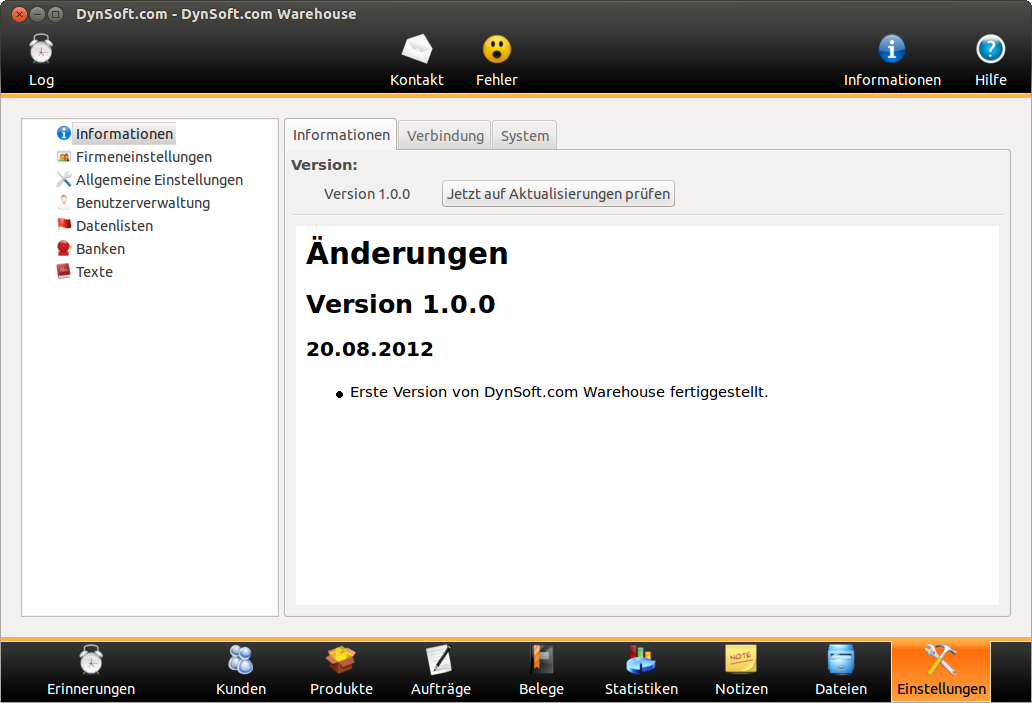 DynSoft.com - DynSoft.com Warehouse
Log
Kontakt
Fehler
Informationen
Hilfe
Informationen
Firmeneinstellungen
Allgemeine Einstellungen
Benutzerverwaltung
Datenlisten
Banken
Texte
Informationen
Verbindung
System
Version:
Version 1.0.0
Jetzt auf Aktualisierungen prüfen
Änderungen
Version 1.0.0
20.08.2012
• Erste Version von DynSoft.com Warehouse fertiggestellt.
Erinnerungen
Kunden
Produkte
Aufträge
Belege
Statistiken
NOTE
Notizen
Dateien
Einstellungen